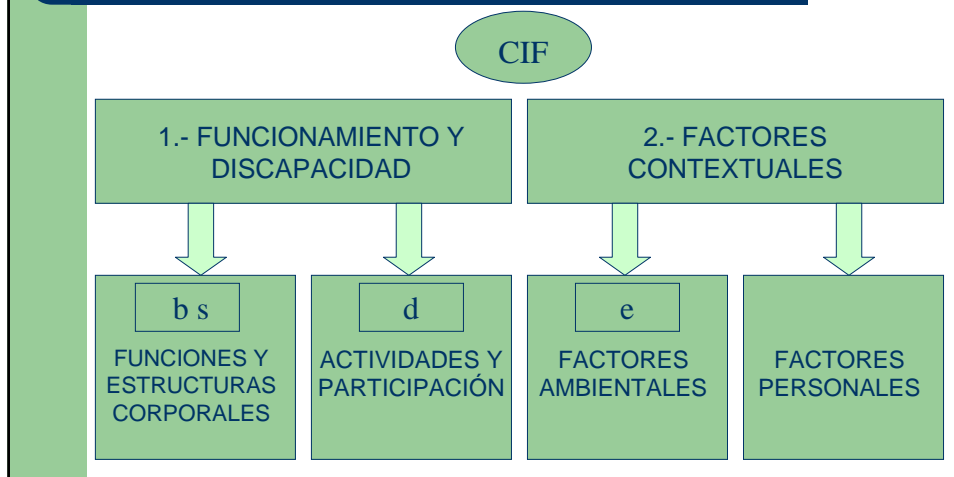 CIF
1.- FUNCIONAMIENTO Y
DISCAPACIDAD
2.- FACTORES
CONTEXTUALES
b s
FUNCIONES Y
ESTRUCTURAS
CORPORALES
d
ACTIVIDADES Y
PARTICIPACIÓN
e
FACTORES
AMBIENTALES
FACTORES
PERSONALES